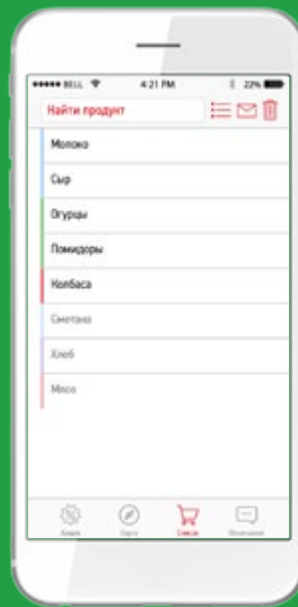 BELL 4:21 PM 22%
Найти продукт
Молоко
Сыр
Огурцы
Помидоры
Колбаса
Сметана
Хлеб
Мясо
Акции Карта Список